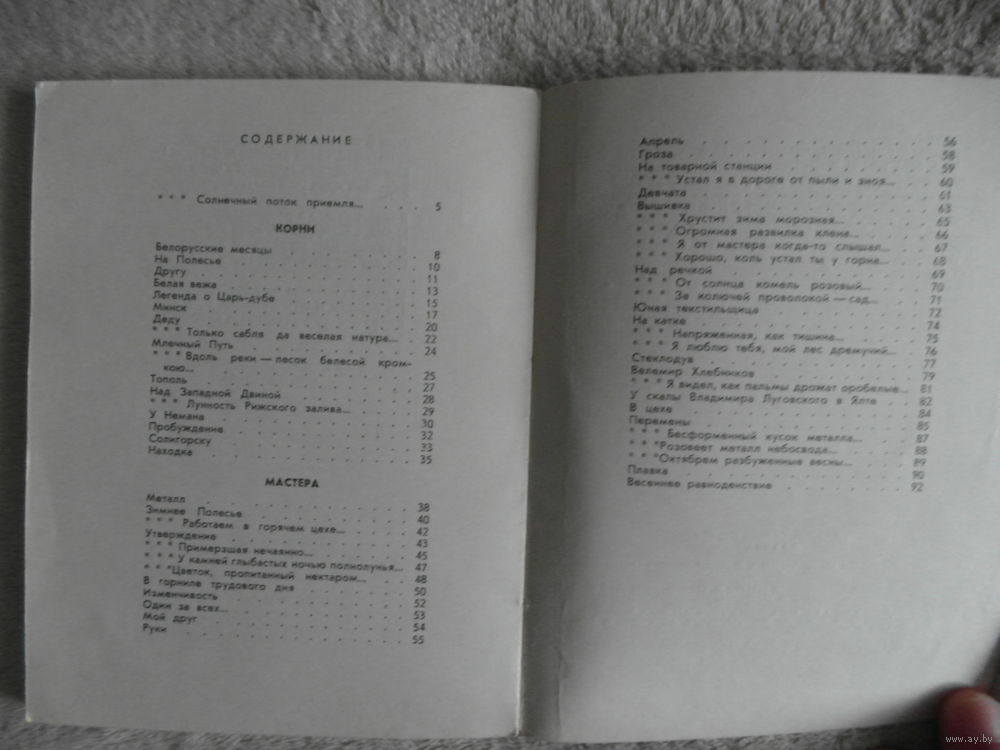 СОДЕРЖАНИЕ
* * * Солнечный поток приемля... . . . 5
КОРНИ
Белорусские месяцы . . . . . . . 8
На Полесье . . . . . . . . . 10
Другу . . . . . . . . . . 11
Белая вежа . . . . . . . . . 13
Легенда о Царь-дубе . . . . . . . 15
Минск . . . . . . . . . . 17
Деду . . . . . . . . . . 20
* * * Только сабля да веселая натура... . . 22
Млечный Путь . . . . . . . . . 24
* * * Вдоль реки — песок белесой кром-
кою... . . . . . . . . . . 25
Тополь . . . . . . . . . . 27
Над Западной Двиной . . . . . . . 28
* * * Лунность Рижского залива... . . . . 29
У Немана . . . . . . . . . . 30
Пробуждение . . . . . . . . . 32
Солигорску . . . . . . . . . 33
Находка . . . . . . . . . . 35
МАСТЕРА
Металл . . . . . . . . . . 38
Зимнее Полесье . . . . . . . . 40
* * * Работаем в горячем цехе... . . . . 42
Утверждение . . . . . . . . . 43
* * * Примерзшая нечаянно... . . . . . 45
* * * У камней глыбастых ночью полнолунья... 47
* * *Цветок, пропитанный нектаром... . . . 48
В горниле трудового дня . . . . . . 50
Изменчивость . . . . . . . . . 52
Один за всех... . . . . . . . . 53
Мой друг . . . . . . . . . . 54
Руки . . . . . . . . . . 55
Апрель . . . . . . . . . . 56
Гроза . . . . . . . . . . 58
На товарной станции . . . . . . . 59
* * * Устал я в дороге от пыли и зноя... . . 60
Девчата . . . . . . . . . . 61
Вышивка . . . . . . . . . . 63
* * * Хрустит зима морозная... . . . . 65
* * * Огромная развилка клена... . . . . 66
* * * Я от мастера когда-то слышал... . . 67
* * * Хорошо, коль устал ты у горна... . . 68
Над речкой . . . . . . . . . 69
* * * От солнца комель розовый... . . . 70
* * * За колючей проволокой — сад... . . . 71
Юная текстильщица . . . . . . . 72
На катке . . . . . . . . . . 74
* * * Напряженная, как тишина... . . . . 75
* * * Я люблю тебя, мой лес дремучий... . . 76
Стеклодув . . . . . . . . . . 77
Велемир Хлебников . . . . . . . . 79
* * * Я видел, как пальмы дрожат оробелые... 81
У скалы Владимира Луговского в Ялте . . 82
В цехе . . . . . . . . . . 84
Перемены . . . . . . . . . . 85
* * * Бесформенный кусок металла... . . . 87
* * *Розовеет металл небосвода... . . . . 88
* * *Октябрем разбуженные весны... . . . 89
Плавка . . . . . . . . . . 90
Весеннее равноденствие . . . . . . 92
www.ay.by